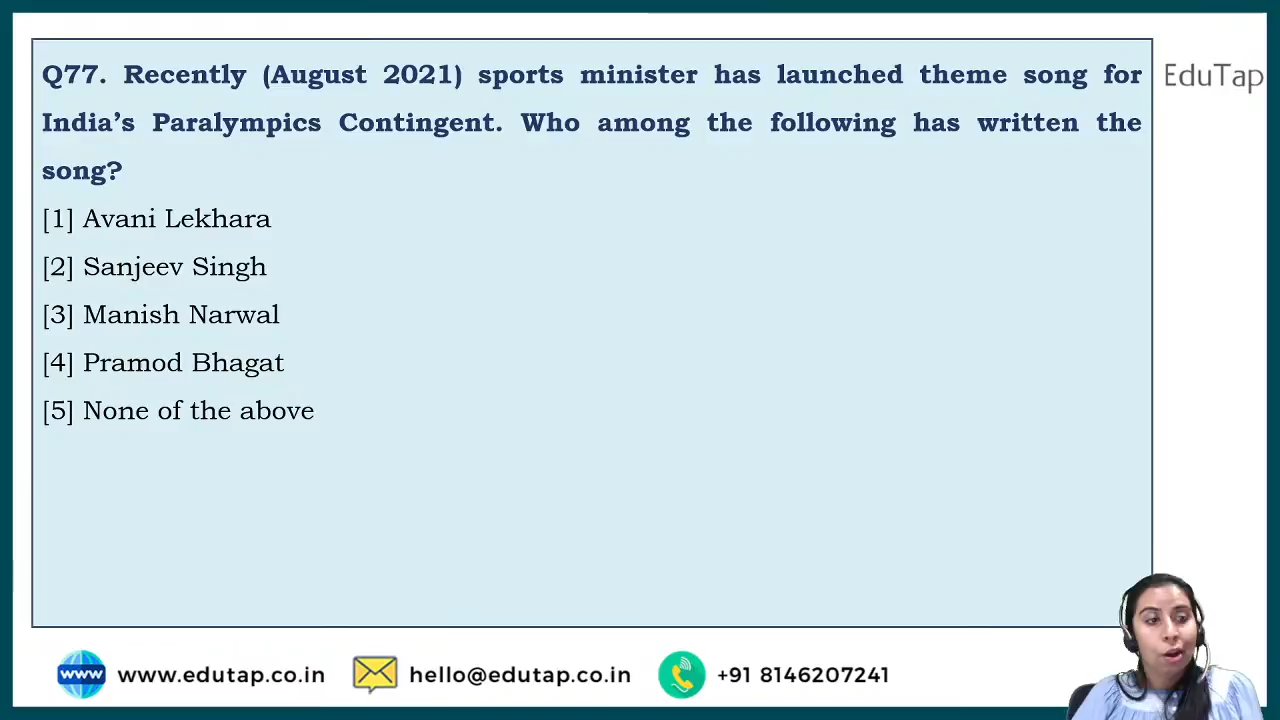 Q77. Recently (August 2021) sports minister has launched theme song for
India's Paralympics Contingent. Who among the following has written the
song?
[1] Avani Lekhara
[2] Sanjeev Singh
[3] Manish Narwal
[4] Pramod Bhagat
[5] None of the above
EduTap
www www.edutap.co.in hello@edutap.co.in +91 8146207241